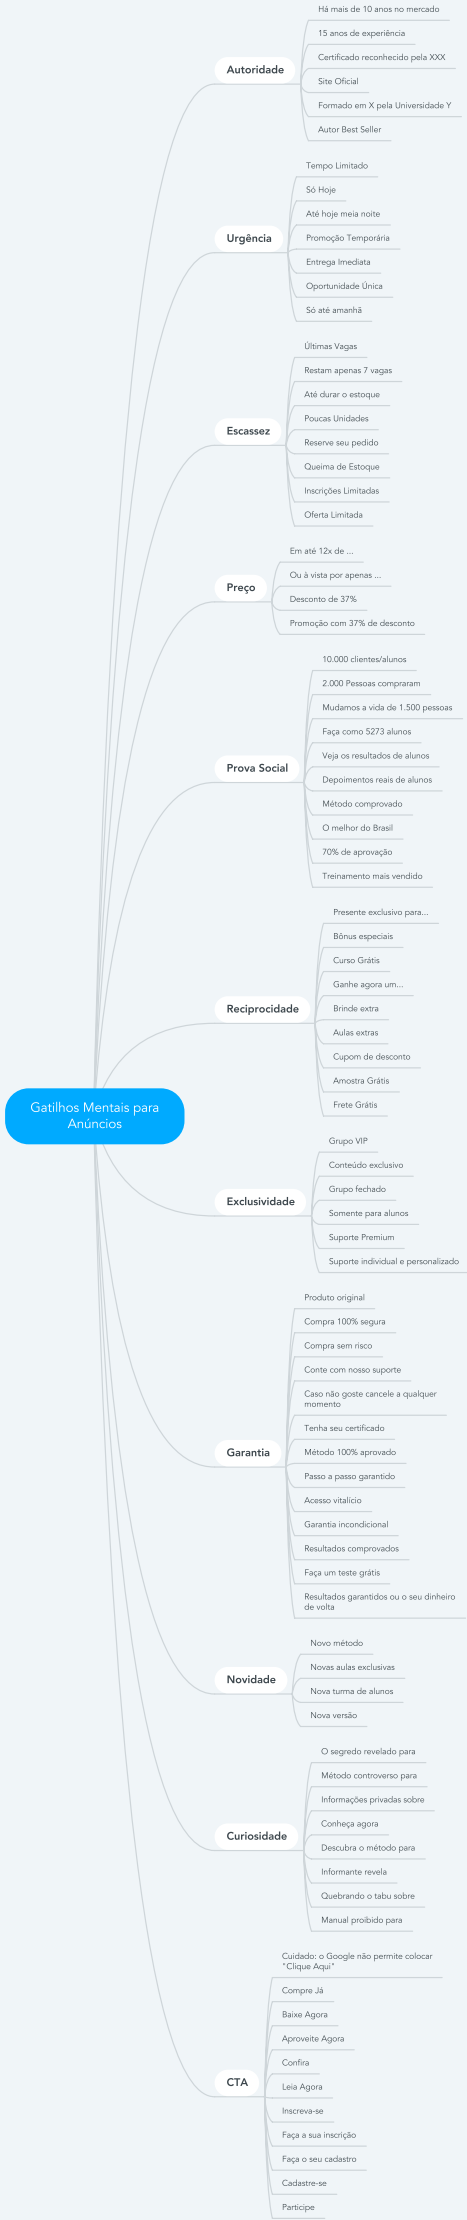 Gatilhos Mentais para
Anúncios
Autoridade
Há mais de 10 anos no mercado
15 anos de experiência
Certificado reconhecido pela XXX
Site Oficial
Formado em X pela Universidade Y
Autor Best Seller
Urgência
Tempo Limitado
Só Hoje
Até hoje meia noite
Promoção Temporária
Entrega Imediata
Oportunidade Única
Só até amanhã
Escassez
Últimas Vagas
Restam apenas 7 vagas
Até durar o estoque
Poucas Unidades
Reserve seu pedido
Queima de Estoque
Inscrições Limitadas
Oferta Limitada
Preço
Em até 12x de ...
Ou à vista por apenas ...
Desconto de 37%
Promoção com 37% de desconto
Prova Social
10.000 clientes/alunos
2.000 Pessoas compraram
Mudamos a vida de 1.500 pessoas
Faça como 5273 alunos
Veja os resultados de alunos
Depoimentos reais de alunos
Método comprovado
O melhor do Brasil
70% de aprovação
Treinamento mais vendido
Reciprocidade
Presente exclusivo para...
Bônus especiais
Curso Grátis
Ganhe agora um...
Brinde extra
Aulas extras
Cupom de desconto
Amostra Grátis
Frete Grátis
Exclusividade
Grupo VIP
Conteúdo exclusivo
Grupo fechado
Somente para alunos
Suporte Premium
Suporte individual e personalizado
Garantia
Produto original
Compra 100% segura
Compra sem risco
Conte com nosso suporte
Caso não goste cancele a qualquer
momento
Tenha seu certificado
Método 100% aprovado
Passo a passo garantido
Acesso vitalício
Garantia incondicional
Resultados comprovados
Faça um teste grátis
Resultados garantidos ou o seu dinheiro
de volta
Novidade
Novo método
Novas aulas exclusivas
Nova turma de alunos
Nova versão
Curiosidade
O segredo revelado para
Método controverso para
Informações privadas sobre
Conheça agora
Descubra o método para
Informante revela
Quebrando o tabu sobre
Manual proibido para
CTA
Cuidado: o Google não permite colocar
"Clique Aqui"
Compre Já
Baixe Agora
Aproveite Agora
Confira
Leia Agora
Inscreva-se
Faça a sua inscrição
Faça o seu cadastro
Cadastre-se
Participe